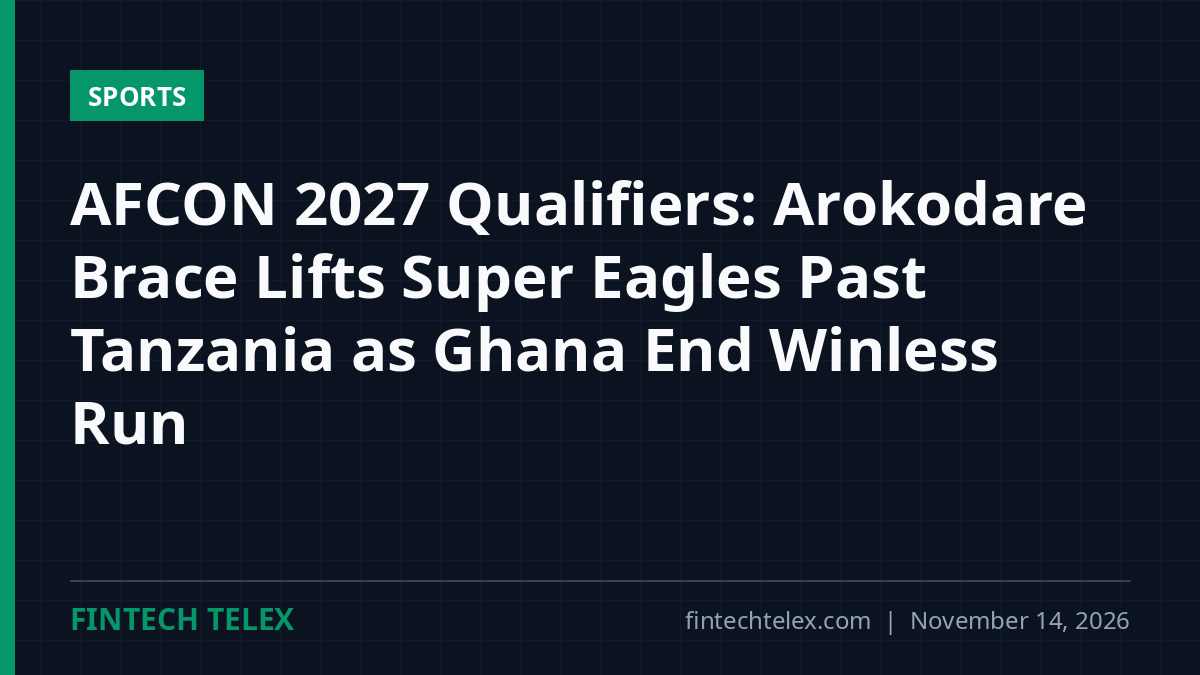 SPORTS
AFCON 2027 Qualifiers: Arokodare
Brace Lifts Super Eagles Past
Tanzania as Ghana End Winless
Run
FINTECH TELEX
fintechtelex.com | November 14, 2026